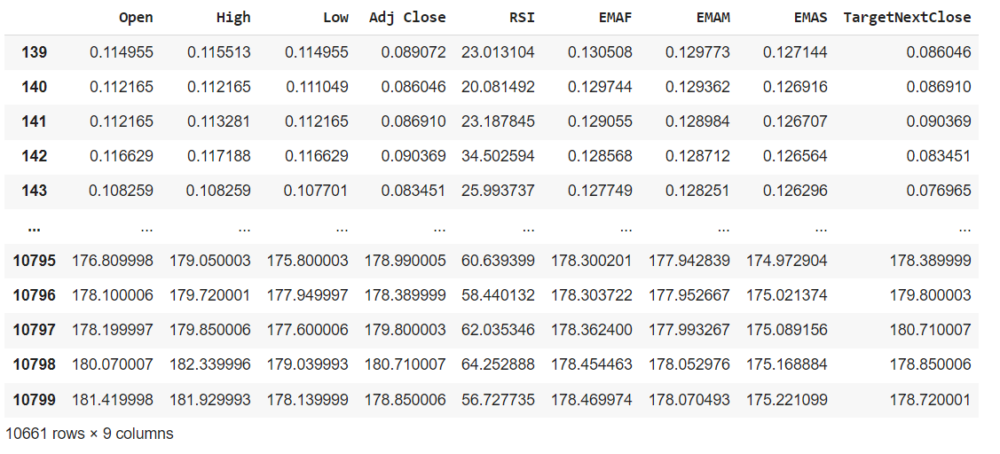 Open High Low Adj Close RSI EMAF EMAM EMAS TargetNextClose
139 0.114955 0.115513 0.114955 0.089072 23.013104 0.130508 0.129773 0.127144 0.086046
140 0.112165 0.112165 0.111049 0.086046 20.081492 0.129744 0.129362 0.126916 0.086910
141 0.112165 0.113281 0.112165 0.086910 23.187845 0.129055 0.128984 0.126707 0.090369
142 0.116629 0.117188 0.116629 0.090369 34.502594 0.128568 0.128712 0.126564 0.083451
143 0.108259 0.108259 0.107701 0.083451 25.993737 0.127749 0.128251 0.126296 0.076965
... ... ... ... ... ... ... ... ... ...
10795 176.809998 179.050003 175.800003 178.990005 60.639399 178.300201 177.942839 174.972904 178.389999
10796 178.100006 179.720001 177.949997 178.389999 58.440132 178.303722 177.952667 175.021374 179.800003
10797 178.199997 179.850006 177.600006 179.800003 62.035346 178.362400 177.993267 175.089156 180.710007
10798 180.070007 182.339996 179.039993 180.710007 64.252888 178.454463 178.052976 175.168884 178.850006
10799 181.419998 181.929993 178.139999 178.850006 56.727735 178.469974 178.070493 175.221099 178.720001
10661 rows × 9 columns